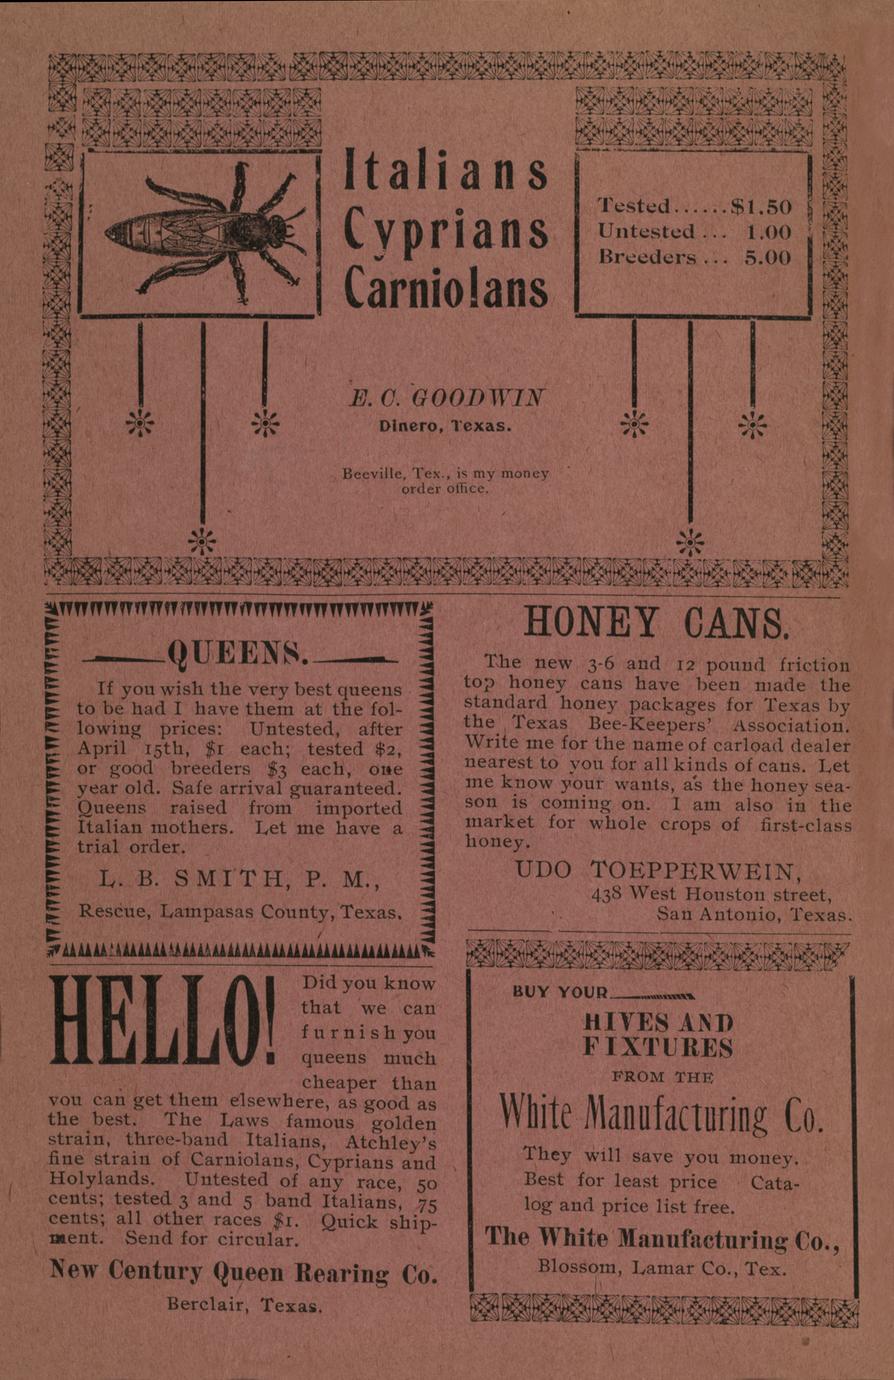 Italians
Cyprians
Carniolans
Tested......$1.50
Untested ... 1.00
Breeders ... 5.00
E. C. GOODWIN
Dinero, Texas.
Beeville, Tex., is my money
order office.
QUEENS.
If you wish the very best queens
to be had I have them at the fol-
lowing prices: Untested, after
April 15th, $1 each; tested $2,
or good breeders $3 each, one
year old. Safe arrival guaranteed.
Queens raised from imported
Italian mothers. Let me have a
trial order.
L. B. SMITH, P. M.,
Rescue, Lampasas County, Texas.
HELLO!
Did you know
that we can
furnish you
queens much
cheaper than
you can get them elsewhere, as good as
the best. The Laws famous golden
strain, three-band Italians, Atchley's
fine strain of Carniolans, Cyprians and
Holylands. Untested of any race, 50
cents; tested 3 and 5 band Italians, 75
cents; all other races $1. Quick ship-
ment. Send for circular.
New Century Queen Rearing Co.
Berclair, Texas.
HONEY CANS.
The new 3-6 and 12 pound friction
top honey cans have been made the
standard honey packages for Texas by
the Texas Bee-Keepers' Association.
Write me for the name of carload dealer
nearest to you for all kinds of cans. Let
me know your wants, as the honey sea-
son is coming on. I am also in the
market for whole crops of first-class
honey.
UDO TOEPPERWEIN,
438 West Houston street,
San Antonio, Texas.
BUY YOUR
HIVES AND
FIXTURES
FROM THE
White Manufacturing Co.
They will save you money.
Best for least price Cata-
log and price list free.
The White Manufacturing Co.,
Blossom, Lamar Co., Tex.